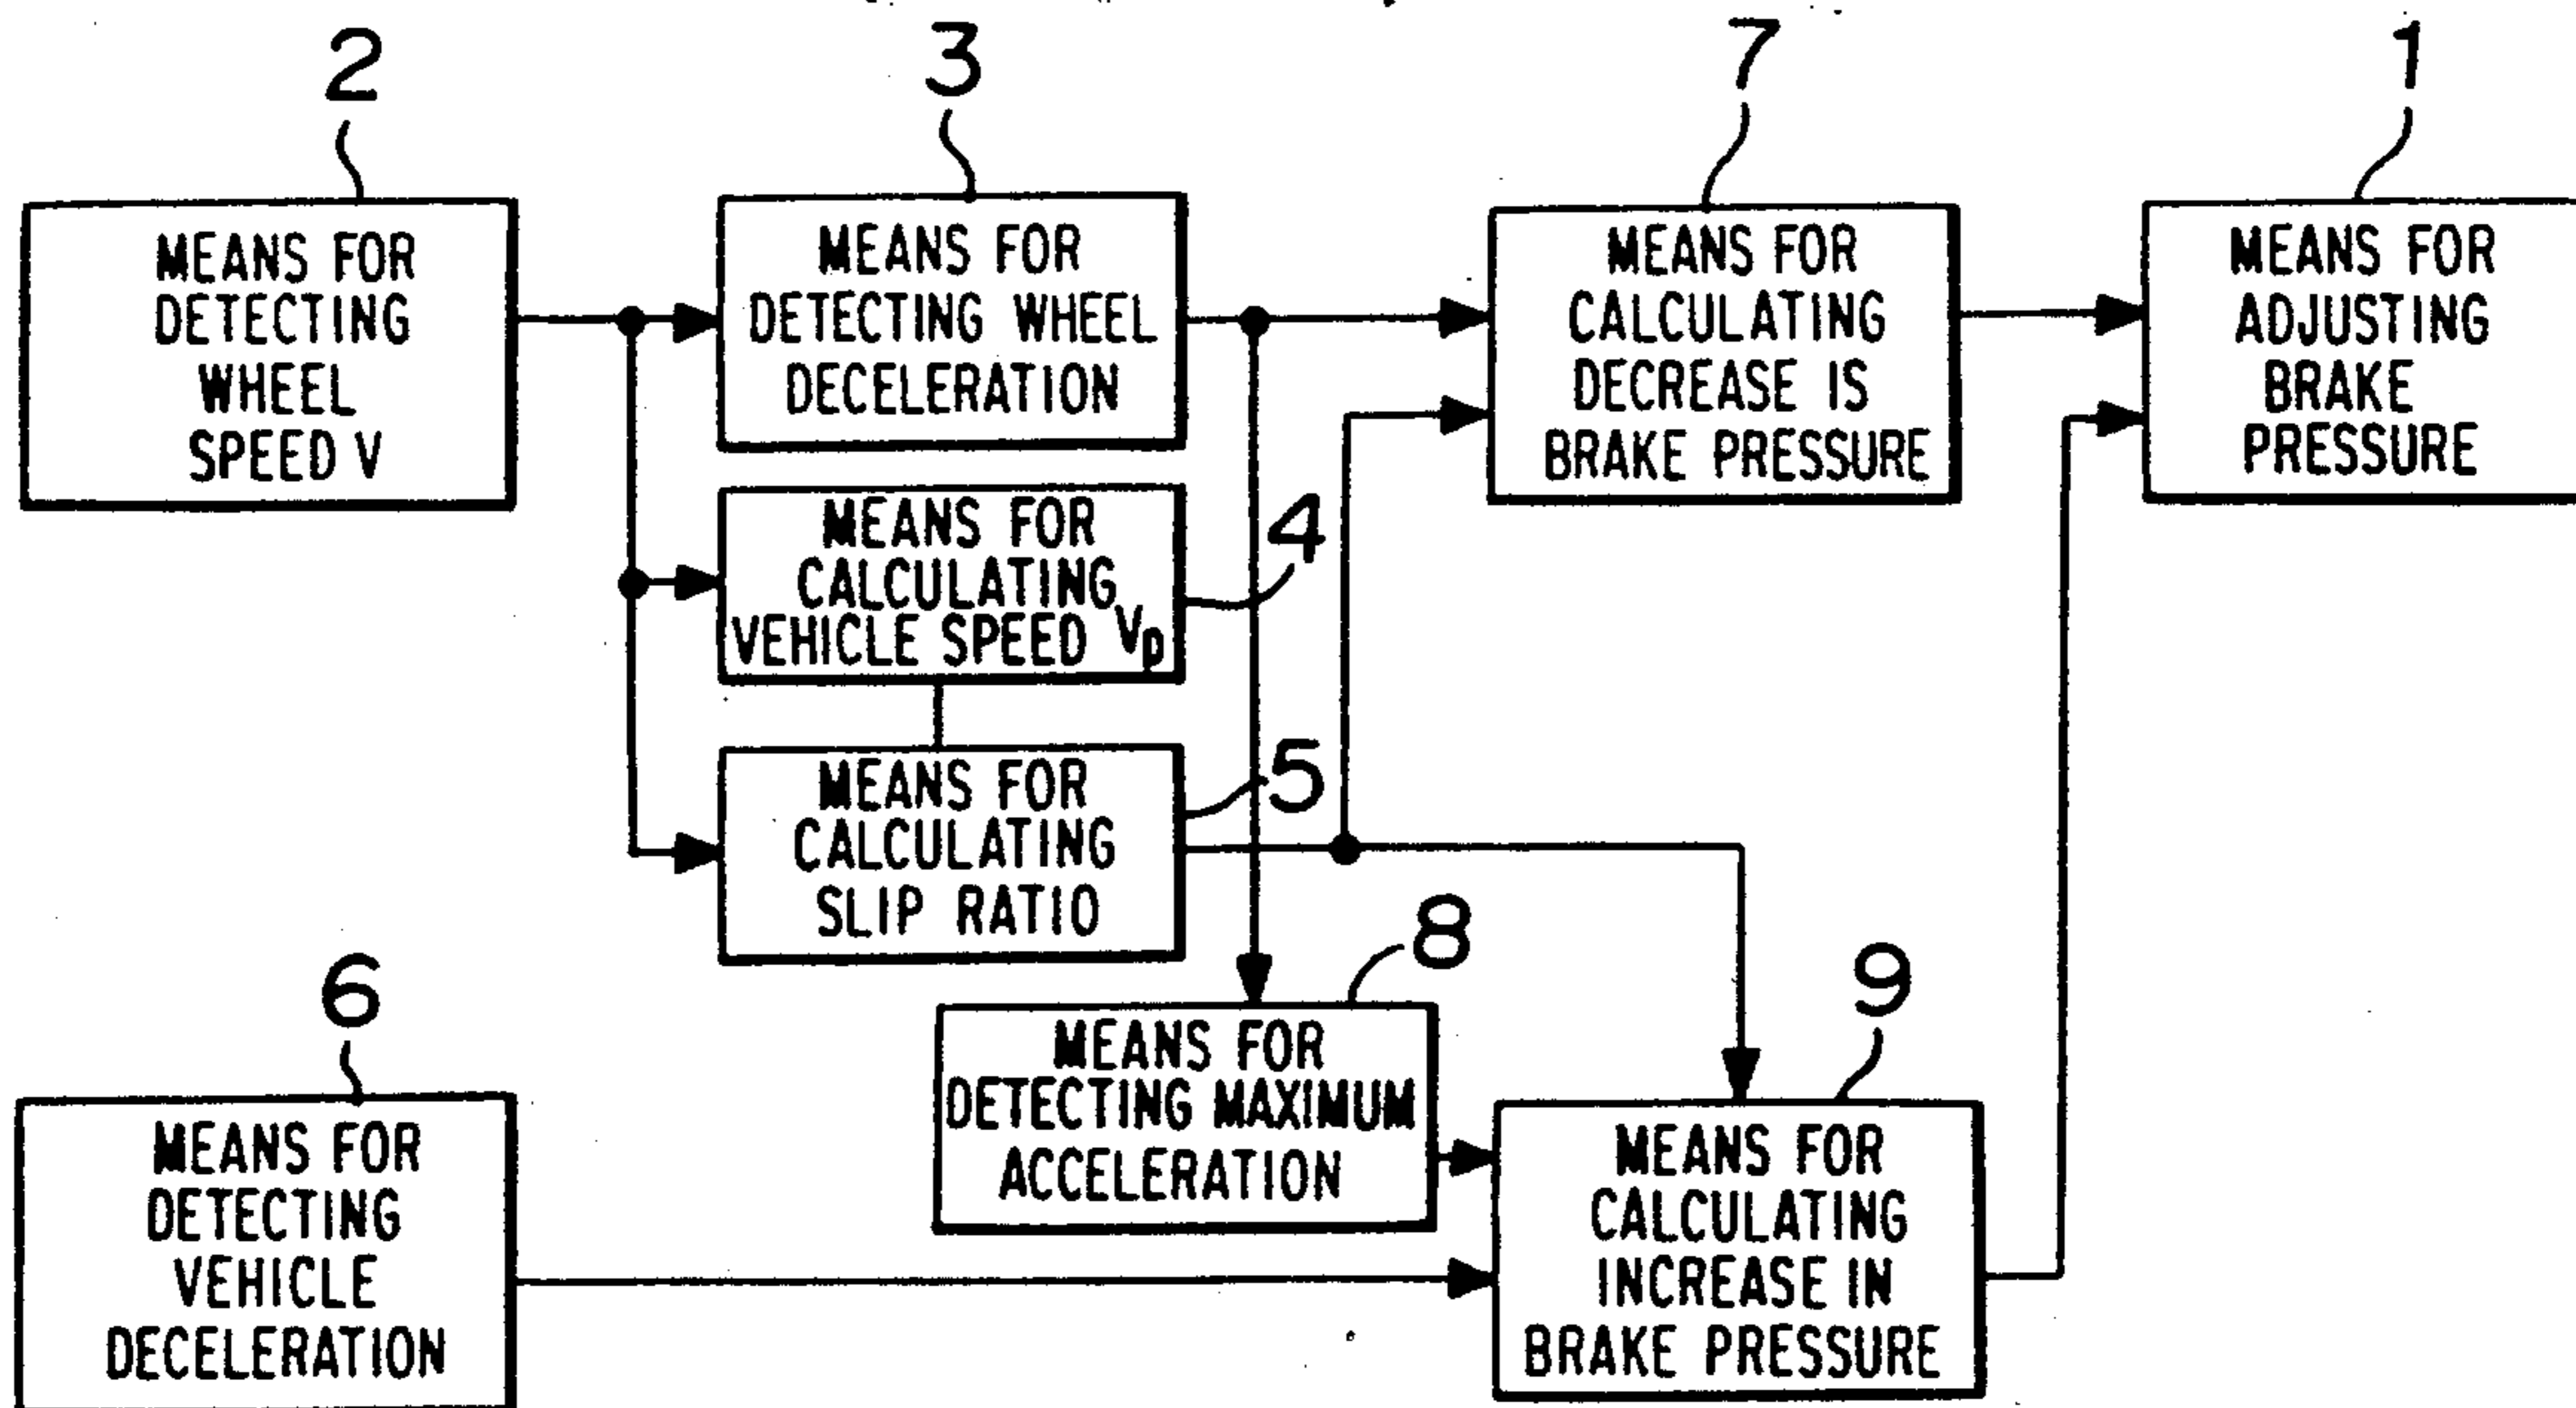 2
MEANS FOR
DETECTING
WHEEL
SPEED V
3
MEANS FOR
DETECTING WHEEL
DECELERATION
7
MEANS FOR
CALCULATING
DECREASE IS
BRAKE PRESSURE
1
MEANS FOR
ADJUSTING
BRAKE
PRESSURE
4
MEANS FOR
CALCULATING
VEHICLE SPEED Vp
5
MEANS FOR
CALCULATING
SLIP RATIO
6
MEANS FOR
DETECTING
VEHICLE
DECELERATION
8
MEANS FOR
DETECTING MAXIMUM
ACCELERATION
9
MEANS FOR
CALCULATING
INCREASE IN
BRAKE PRESSURE